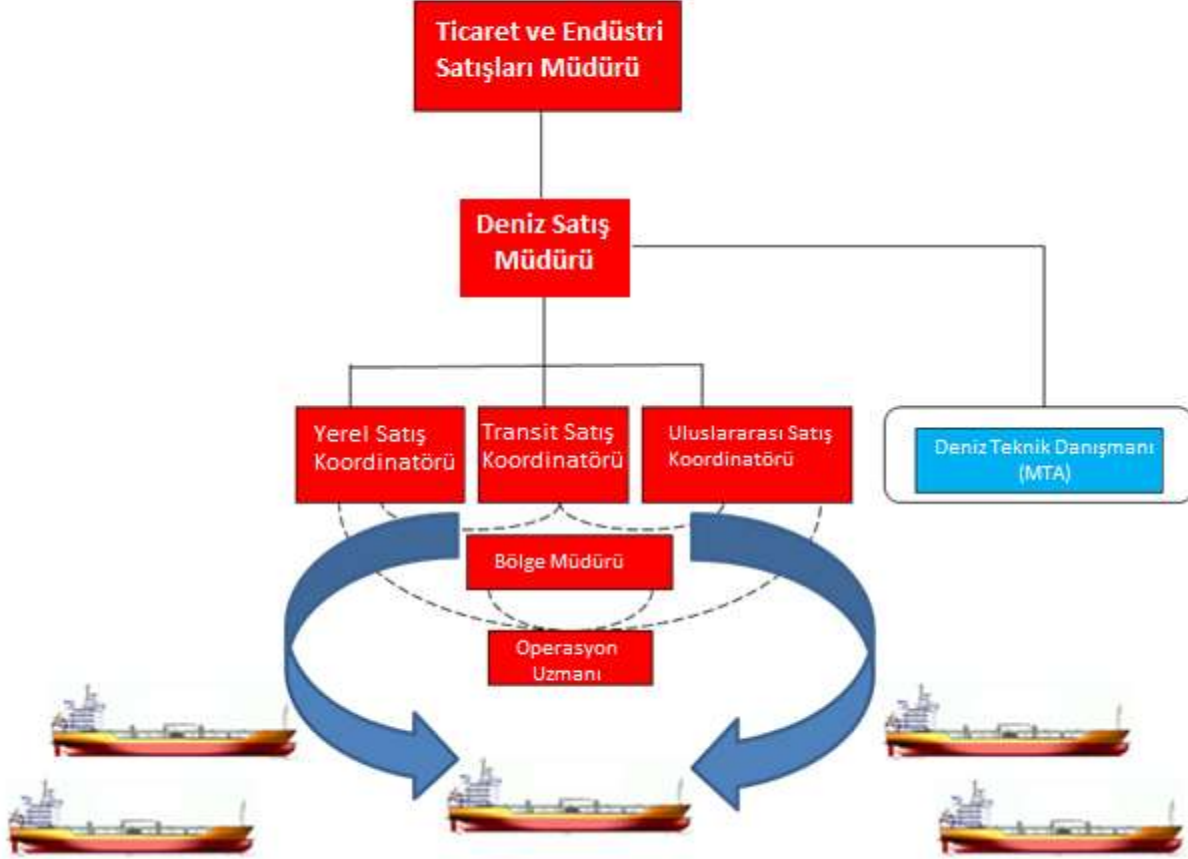 Ticaret ve Endüstri
Satışları Müdürü
Deniz Satış
Müdürü
Yerel Satış
Koordinatörü
Transit Satış
Koordinatörü
Uluslararası Satış
Koordinatörü
Deniz Teknik Danışmanı
(MTA)
Bölge Müdürü
Operasyon
Uzmanı